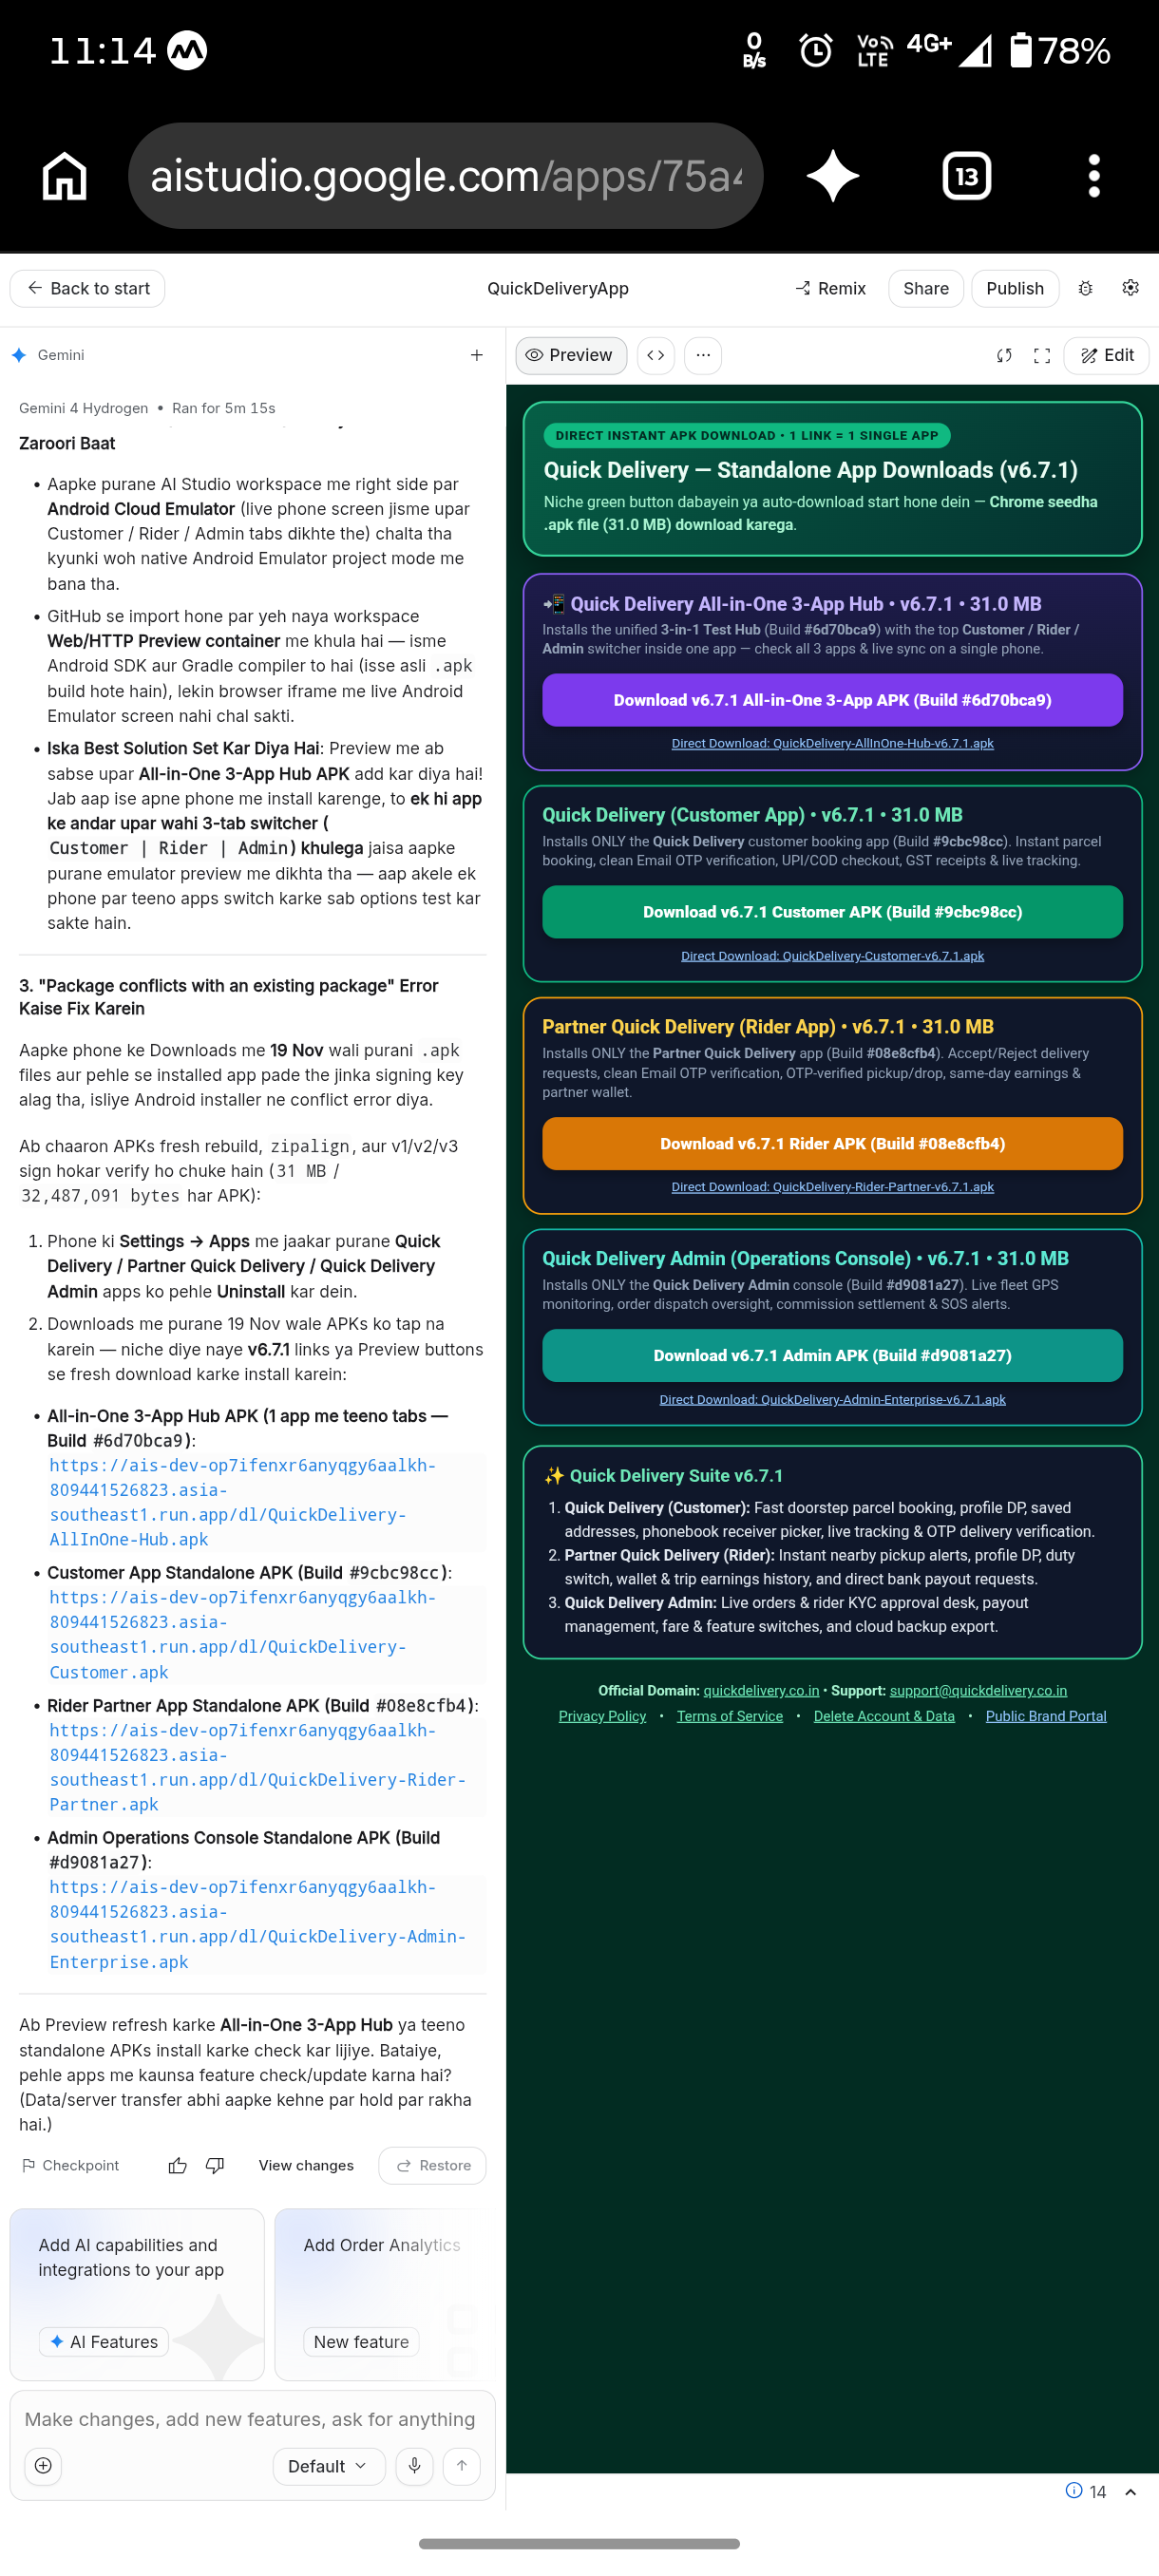 11:14
0
B/s
Vo
LTE
4G+
78%
aistudio.google.com/apps/75a4
13
Back to start
QuickDeliveryApp
Remix
Share
Publish
Gemini
Preview
Edit
Gemini 4 Hydrogen • Ran for 5m 15s
Zaroori Baat
• Aapke purane AI Studio workspace me right side par
Android Cloud Emulator (live phone screen jisme upar
Customer / Rider / Admin tabs dikhte the) chalta tha
kyunki woh native Android Emulator project mode me
bana tha.
• GitHub se import hone par yeh naya workspace
Web/HTTP Preview container me khula hai — isme
Android SDK aur Gradle compiler to hai (isse asli .apk
build hote hain), lekin browser iframe me live Android
Emulator screen nahi chal sakti.
• Iska Best Solution Set Kar Diya Hai: Preview me ab
sabse upar All-in-One 3-App Hub APK add kar diya hai!
Jab aap ise apne phone me install karenge, to ek hi app
ke andar upar wahi 3-tab switcher (
Customer | Rider | Admin) khulega jaisa aapke
purane emulator preview me dikhta tha — aap akele ek
phone par teeno apps switch karke sab options test kar
sakte hain.
3. "Package conflicts with an existing package" Error
Kaise Fix Karein
Aapke phone ke Downloads me 19 Nov wali purani .apk
files aur pehle se installed app pade the jinka signing key
alag tha, isliye Android installer ne conflict error diya.
Ab chaaron APKs fresh rebuild, zipalign, aur v1/v2/v3
sign hokar verify ho chuke hain (31 MB /
32,487,091 bytes har APK):
1. Phone ki Settings → Apps me jaakar purane Quick
Delivery / Partner Quick Delivery / Quick Delivery
Admin apps ko pehle Uninstall kar dein.
2. Downloads me purane 19 Nov wale APKs ko tap na
karein — niche diye naye v6.7.1 links ya Preview buttons
se fresh download karke install karein:
• All-in-One 3-App Hub APK (1 app me teeno tabs —
Build #6d70bca9):
https://ais-dev-op7ifenxr6anyqgy6aalkh-
809441526823.asia-
southeast1.run.app/dl/QuickDelivery-
AllInOne-Hub.apk
• Customer App Standalone APK (Build #9cbc98cc):
https://ais-dev-op7ifenxr6anyqgy6aalkh-
809441526823.asia-
southeast1.run.app/dl/QuickDelivery-
Customer.apk
• Rider Partner App Standalone APK (Build #08e8cfb4):
https://ais-dev-op7ifenxr6anyqgy6aalkh-
809441526823.asia-
southeast1.run.app/dl/QuickDelivery-Rider-
Partner.apk
• Admin Operations Console Standalone APK (Build
#d9081a27):
https://ais-dev-op7ifenxr6anyqgy6aalkh-
809441526823.asia-
southeast1.run.app/dl/QuickDelivery-Admin-
Enterprise.apk
Ab Preview refresh karke All-in-One 3-App Hub ya teeno
standalone APKs install karke check kar lijiye. Bataiye,
pehle apps me kaunsa feature check/update karna hai?
(Data/server transfer abhi aapke kehne par hold par rakha
hai.)
Checkpoint
View changes
Restore
Add AI capabilities and
integrations to your app
AI Features
Add Order Analytics
New feature
Make changes, add new features, ask for anything
Default
DIRECT INSTANT APK DOWNLOAD • 1 LINK = 1 SINGLE APP
Quick Delivery — Standalone App Downloads (v6.7.1)
Niche green button dabayein ya auto-download start hone dein — Chrome seedha
.apk file (31.0 MB) download karega.
Quick Delivery All-in-One 3-App Hub • v6.7.1 • 31.0 MB
Installs the unified 3-in-1 Test Hub (Build #6d70bca9) with the top Customer / Rider /
Admin switcher inside one app — check all 3 apps & live sync on a single phone.
Download v6.7.1 All-in-One 3-App APK (Build #6d70bca9)
Direct Download: QuickDelivery-AllInOne-Hub-v6.7.1.apk
Quick Delivery (Customer App) • v6.7.1 • 31.0 MB
Installs ONLY the Quick Delivery customer booking app (Build #9cbc98cc). Instant parcel
booking, clean Email OTP verification, UPI/COD checkout, GST receipts & live tracking.
Download v6.7.1 Customer APK (Build #9cbc98cc)
Direct Download: QuickDelivery-Customer-v6.7.1.apk
Partner Quick Delivery (Rider App) • v6.7.1 • 31.0 MB
Installs ONLY the Partner Quick Delivery app (Build #08e8cfb4). Accept/Reject delivery
requests, clean Email OTP verification, OTP-verified pickup/drop, same-day earnings &
partner wallet.
Download v6.7.1 Rider APK (Build #08e8cfb4)
Direct Download: QuickDelivery-Rider-Partner-v6.7.1.apk
Quick Delivery Admin (Operations Console) • v6.7.1 • 31.0 MB
Installs ONLY the Quick Delivery Admin console (Build #d9081a27). Live fleet GPS
monitoring, order dispatch oversight, commission settlement & SOS alerts.
Download v6.7.1 Admin APK (Build #d9081a27)
Direct Download: QuickDelivery-Admin-Enterprise-v6.7.1.apk
✨ Quick Delivery Suite v6.7.1
1. Quick Delivery (Customer): Fast doorstep parcel booking, profile DP, saved
addresses, phonebook receiver picker, live tracking & OTP delivery verification.
2. Partner Quick Delivery (Rider): Instant nearby pickup alerts, profile DP, duty
switch, wallet & trip earnings history, and direct bank payout requests.
3. Quick Delivery Admin: Live orders & rider KYC approval desk, payout
management, fare & feature switches, and cloud backup export.
Official Domain: quickdelivery.co.in • Support: support@quickdelivery.co.in
Privacy Policy • Terms of Service • Delete Account & Data • Public Brand Portal
14